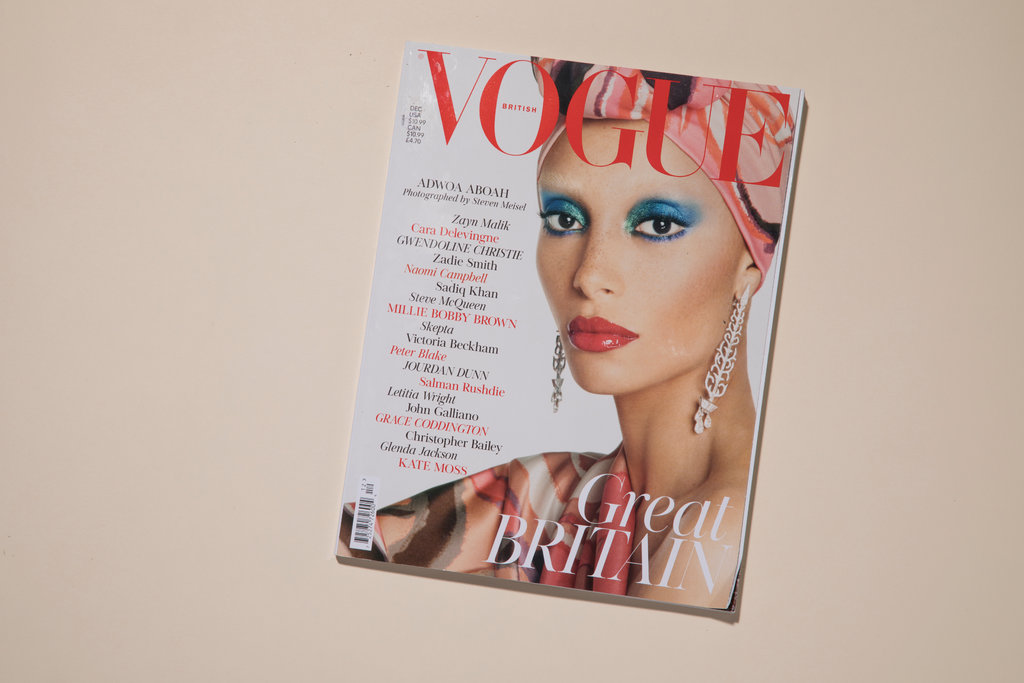 VOGUE
BRITISH
DEC
USA
$10.99
CAN
$10.99
£4.70
ADWOA ABOAH
Photographed by Steven Meisel
Zayn Malik
Cara Delevingne
GWENDOLINE CHRISTIE
Zadie Smith
Naomi Campbell
Sadiq Khan
Steve McQueen
MILLIE BOBBY BROWN
Skepta
Victoria Beckham
Peter Blake
JOURDAN DUNN
Salman Rushdie
Letitia Wright
John Galliano
GRACE CODDINGTON
Christopher Bailey
Glenda Jackson
KATE MOSS
Great
BRITAIN